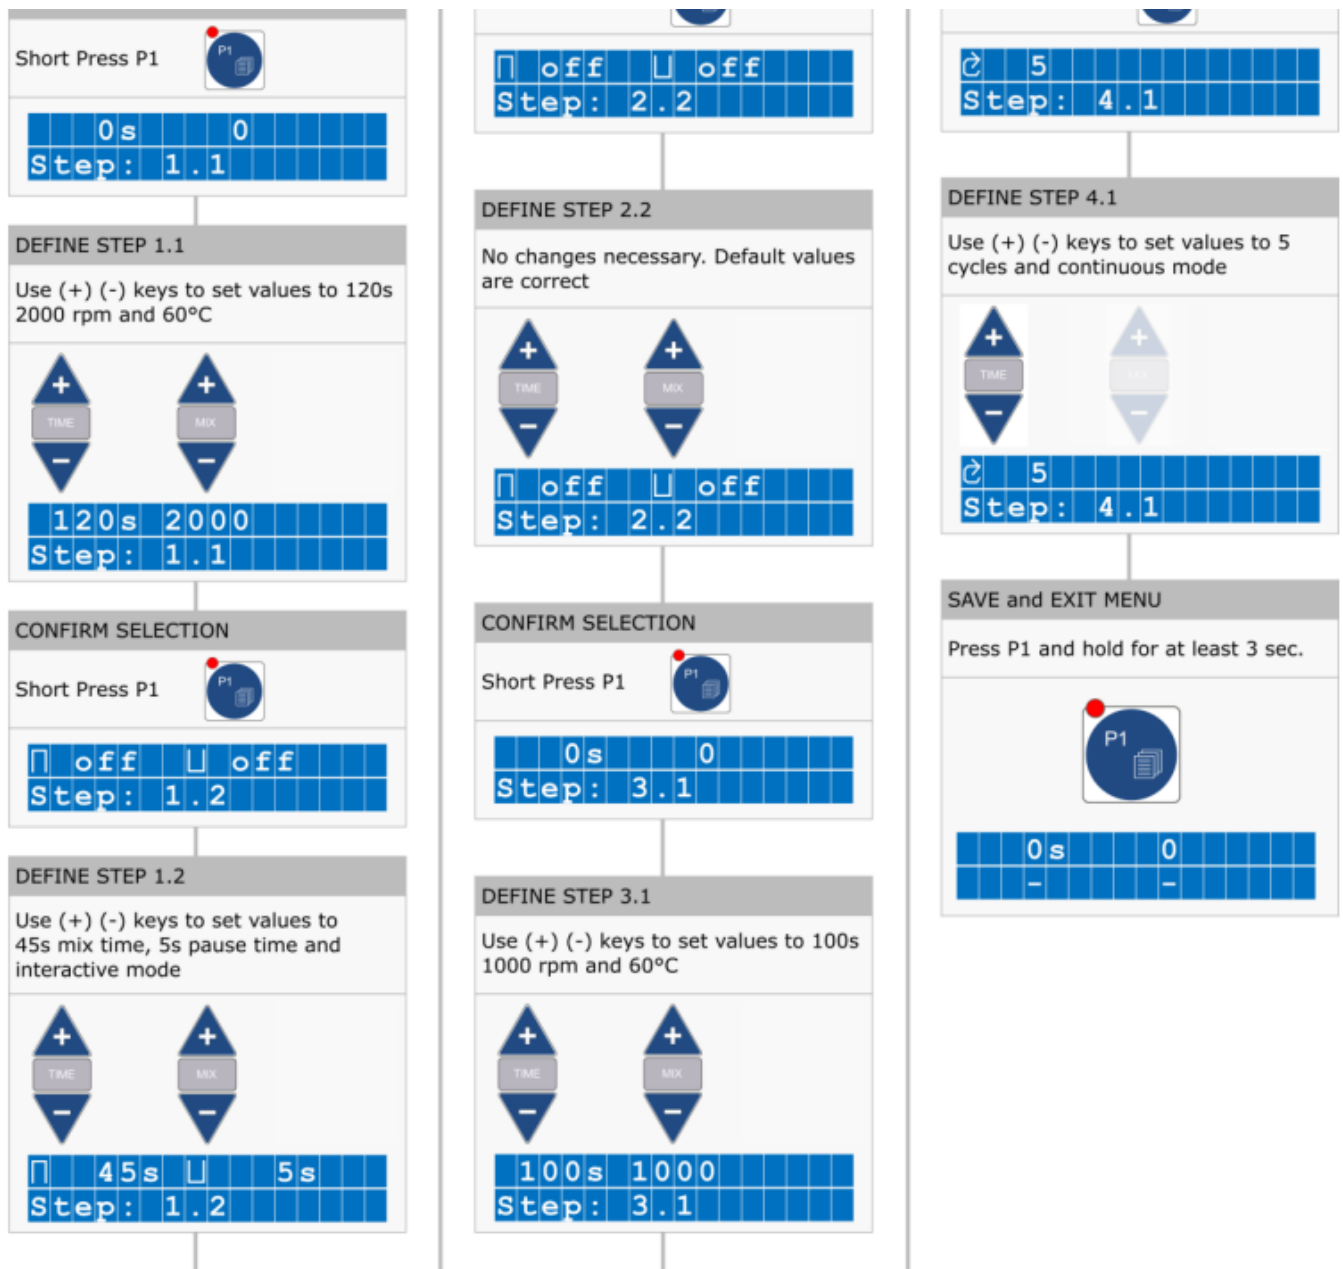 Short Press P1
P1
0s 0
Step: 1.1
DEFINE STEP 1.1
Use (+) (-) keys to set values to 120s
2000 rpm and 60°C
+ +
TIME MIX
- -
120s 2000
Step: 1.1
CONFIRM SELECTION
Short Press P1
P1
off off
Step: 1.2
DEFINE STEP 1.2
Use (+) (-) keys to set values to
45s mix time, 5s pause time and
interactive mode
+ +
TIME MIX
- -
45s 5s
Step: 1.2
off off
Step: 2.2
DEFINE STEP 2.2
No changes necessary. Default values
are correct
+ +
TIME MIX
- -
off off
Step: 2.2
CONFIRM SELECTION
Short Press P1
P1
0s 0
Step: 3.1
DEFINE STEP 3.1
Use (+) (-) keys to set values to 100s
1000 rpm and 60°C
+ +
TIME MIX
- -
100s 1000
Step: 3.1
5
Step: 4.1
DEFINE STEP 4.1
Use (+) (-) keys to set values to 5
cycles and continuous mode
+ +
TIME MIX
- -
5
Step: 4.1
SAVE and EXIT MENU
Press P1 and hold for at least 3 sec.
P1
0s 0
- -